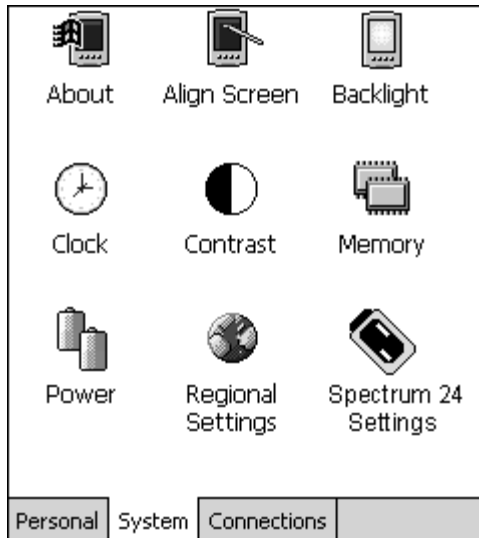 About Align Screen Backlight
Clock Contrast Memory
Power Regional Settings Spectrum 24 Settings
Personal System Connections